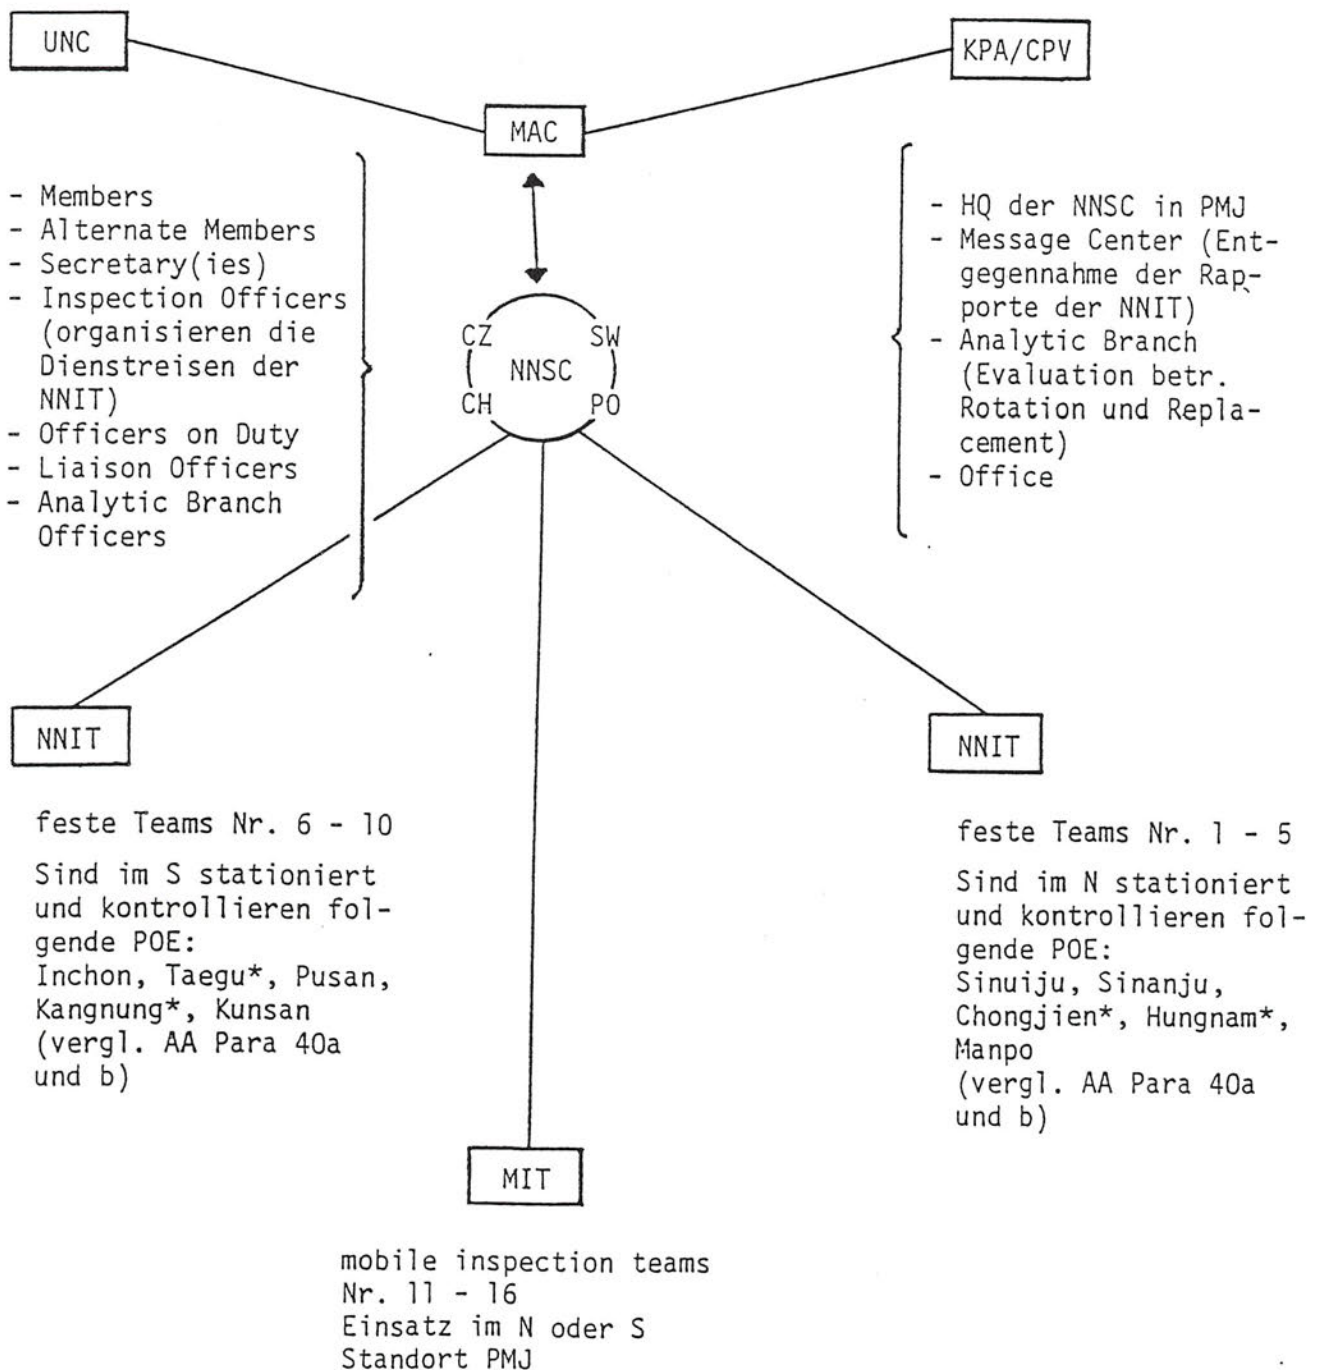 UNC
KPA/CPV
MAC
- Members
- Alternate Members
- Secretary(ies)
- Inspection Officers
(organisieren die
Dienstreisen der
NNIT)
- Officers on Duty
- Liaison Officers
- Analytic Branch
Officers
- HQ der NNSC in PMJ
- Message Center (Ent-
gegennahme der Rap-
porte der NNIT)
- Analytic Branch
(Evaluation betr.
Rotation und Repla-
cement)
- Office
CZ SW
NNSC
CH PO
NNIT
feste Teams Nr. 6 - 10
Sind im S stationiert
und kontrollieren fol-
gende POE:
Inchon, Taegu*, Pusan,
Kangnung*, Kunsan
(vergl. AA Para 40a
und b)
NNIT
feste Teams Nr. 1 - 5
Sind im N stationiert
und kontrollieren fol-
gende POE:
Sinuiju, Sinanju,
Chongjien*, Hungnam*,
Manpo
(vergl. AA Para 40a
und b)
MIT
mobile inspection teams
Nr. 11 - 16
Einsatz im N oder S
Standort PMJ